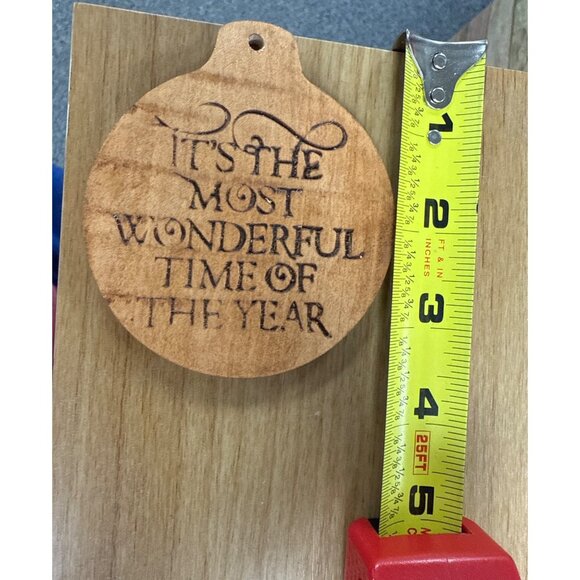 IT'S THE
MOST
WONDERFUL
TIME OF
THE YEAR
1
2
FT & IN
INCHES
3
4
25FT
5